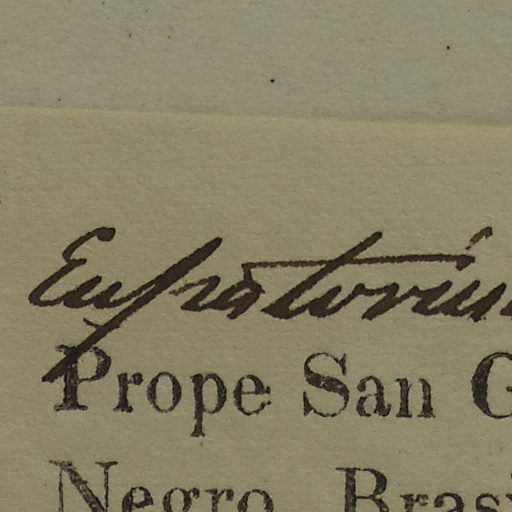 Eupatorium
Prope San G
Negro, Brasi